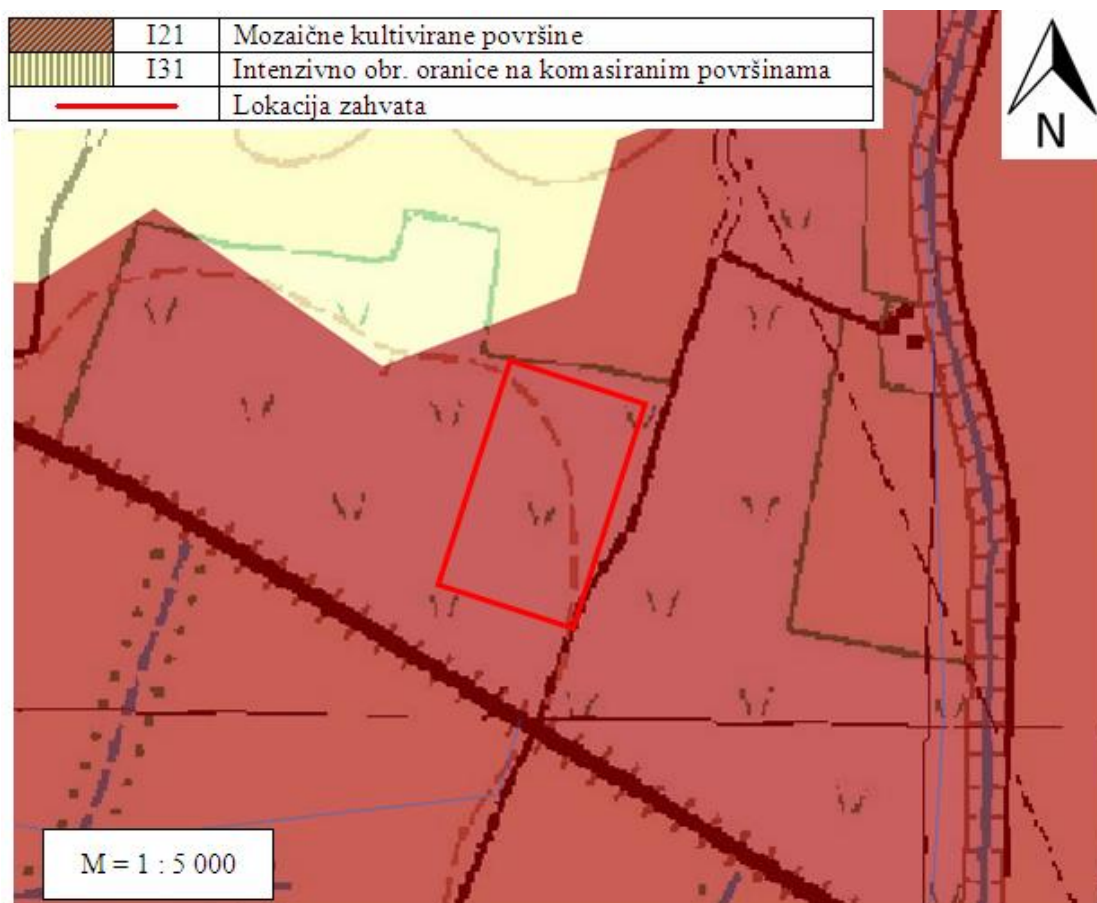 I21 Mozaične kultivirane površine
I31 Intenzivno obr. oranice na komasiranim površinama
Lokacija zahvata
N
M = 1 : 5 000